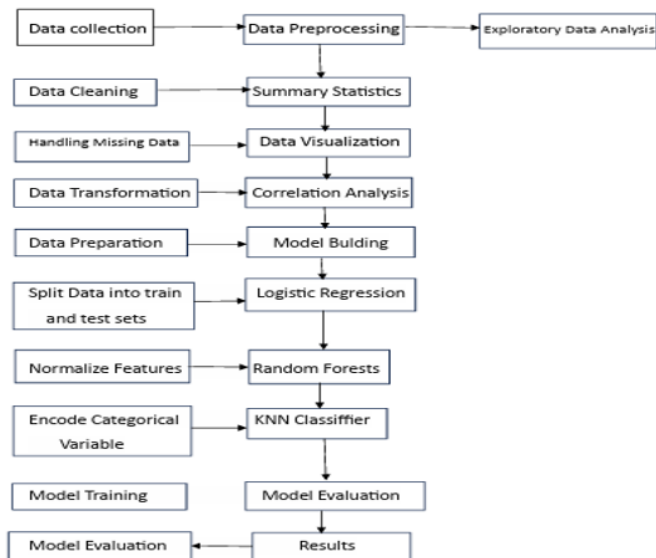 Data collection
Data Preprocessing
Exploratory Data Analysis
Data Cleaning
Summary Statistics
Handling Missing Data
Data Visualization
Data Transformation
Correlation Analysis
Data Preparation
Model Bulding
Split Data into train
and test sets
Logistic Regression
Normalize Features
Random Forests
Encode Categorical
Variable
KNN Classiffier
Model Training
Model Evaluation
Model Evaluation
Results